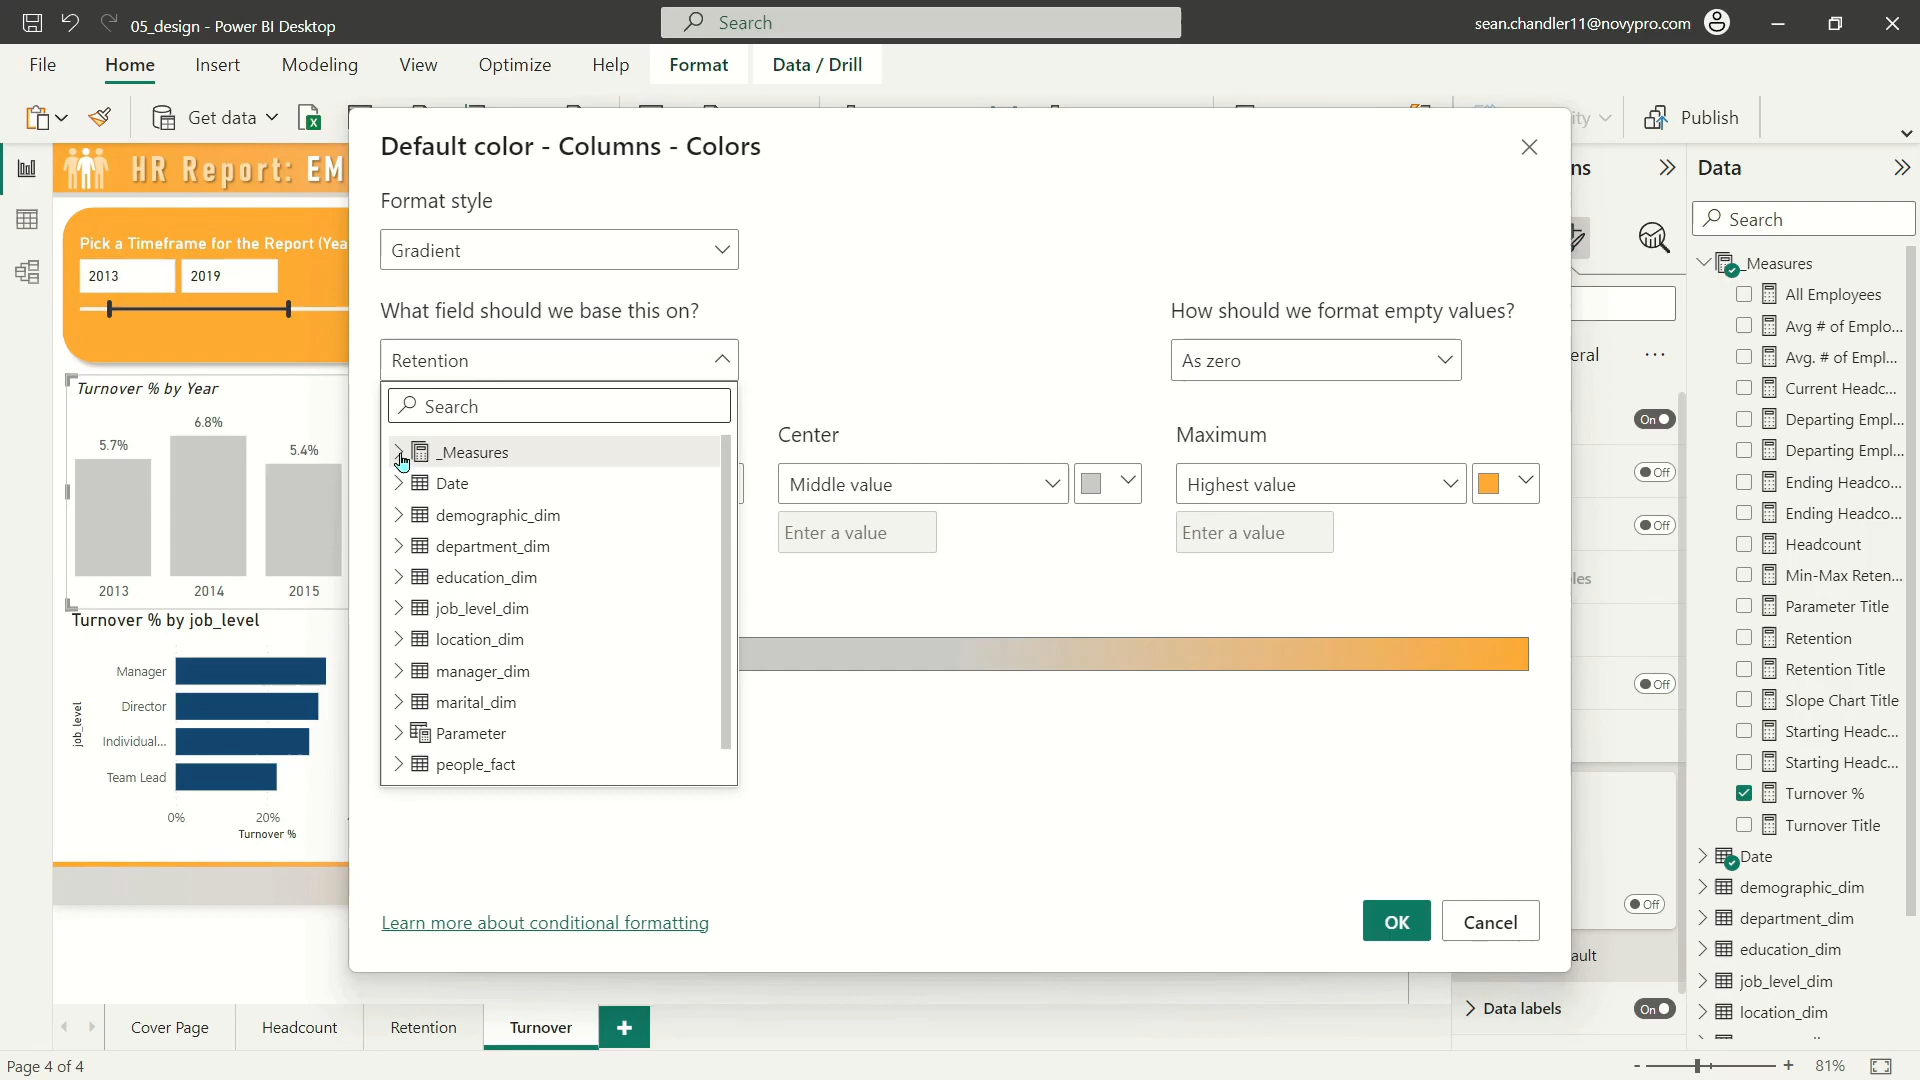 05_design - Power BI Desktop
Search
sean.chandler11@novypro.com
File
Home
Insert
Modeling
View
Optimize
Help
Format
Data / Drill
Get data
Publish
HR Report: EM
Pick a Timeframe for the Report (Yea
2013
2019
Turnover % by Year
5.7%
6.8%
5.4%
2013
2014
2015
Turnover % by job_level
job_level
Manager
Director
Individual...
Team Lead
0%
20%
Turnover %
Default color - Columns - Colors
Format style
Gradient
What field should we base this on?
Retention
How should we format empty values?
As zero
Search
_Measures
Date
demographic_dim
department_dim
education_dim
job_level_dim
location_dim
manager_dim
marital_dim
Parameter
people_fact
Center
Middle value
Enter a value
Maximum
Highest value
Enter a value
Learn more about conditional formatting
OK
Cancel
ity
ns
eral
On
Off
Off
les
Off
Off
ault
Data labels
On
Data
Search
_Measures
All Employees
Avg # of Emplo...
Avg. # of Empl...
Current Headc...
Departing Empl...
Departing Empl...
Ending Headco...
Ending Headco...
Headcount
Min-Max Reten...
Parameter Title
Retention
Retention Title
Slope Chart Title
Starting Headc...
Starting Headc...
Turnover %
Turnover Title
Date
demographic_dim
department_dim
education_dim
job_level_dim
location_dim
Cover Page
Headcount
Retention
Turnover
+
Page 4 of 4
- + 81%